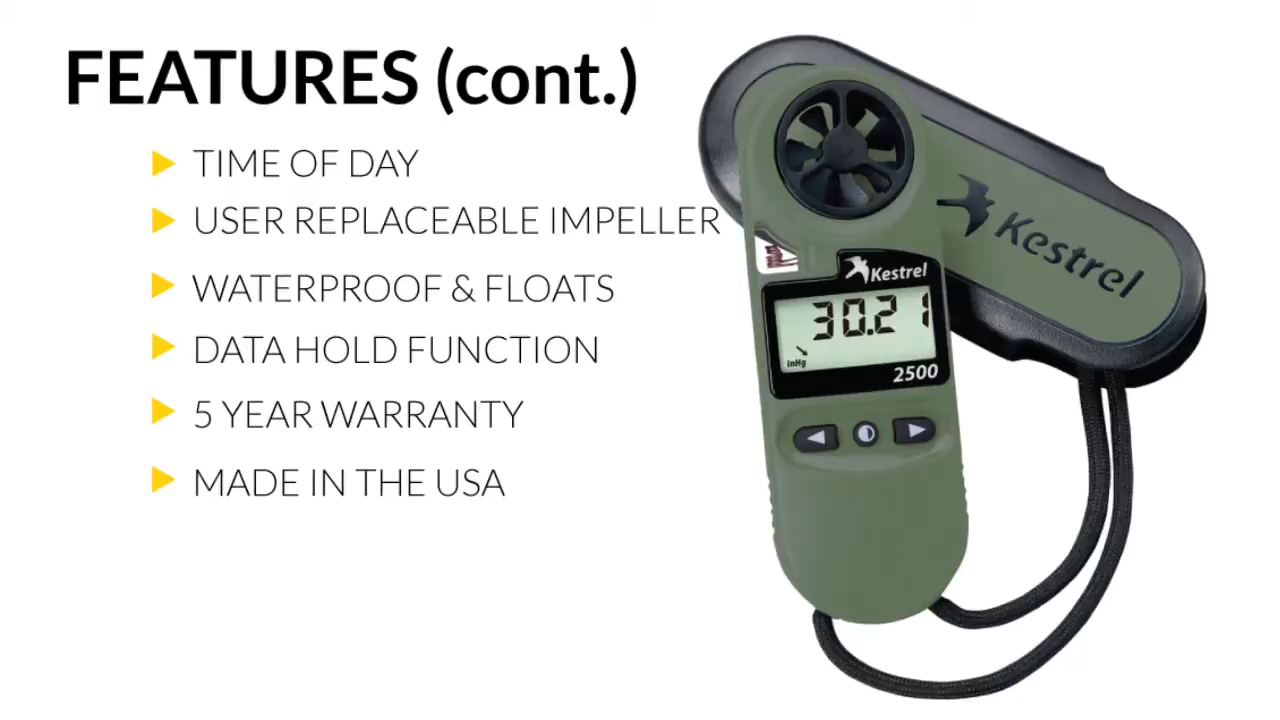 FEATURES (cont.)
TIME OF DAY
USER REPLACEABLE IMPELLER
WATERPROOF & FLOATS
DATA HOLD FUNCTION
5 YEAR WARRANTY
MADE IN THE USA
Kestrel
Kestrel
30.21
inHg
2500